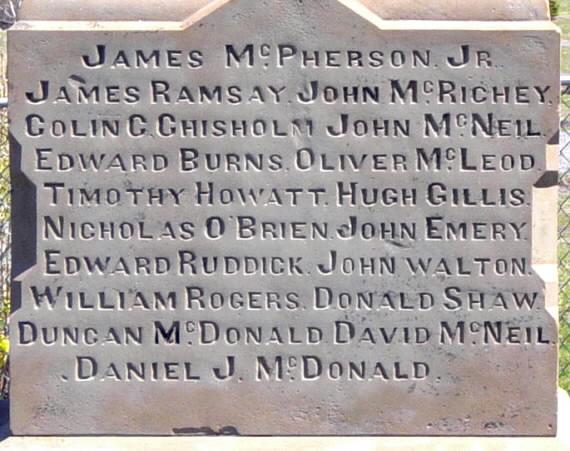 JAMES McPHERSON. JR.
JAMES RAMSAY. JOHN McRICHEY.
COLIN C. CHISHOLM JOHN McNEIL.
EDWARD BURNS. OLIVER McLEOD.
TIMOTHY HOWATT. HUGH GILLIS.
NICHOLAS O'BRIEN. JOHN EMERY.
EDWARD RUDDICK. JOHN WALTON.
WILLIAM ROGERS. DONALD SHAW.
DUNCAN McDONALD DAVID McNEIL.
DANIEL J. McDONALD.